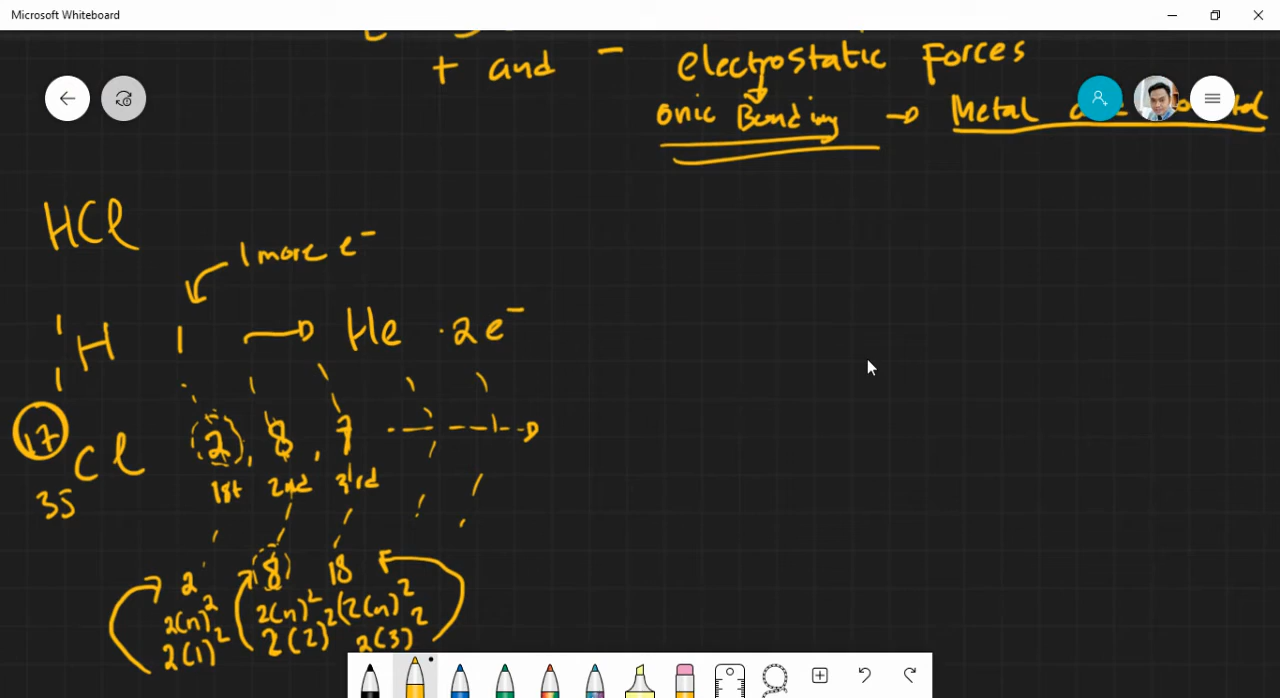 Microsoft Whiteboard
+ and - electrostatic Forces
onic Bonding → Metal
HCl
1 more e⁻
1 H 1 → He · 2e⁻
1
17 Cl 2, 8, 7
35 1st 2nd 3rd
2 8 18
2(n)² 2(n)² 2(n)²
2(1)² 2(2)² 2(3)²